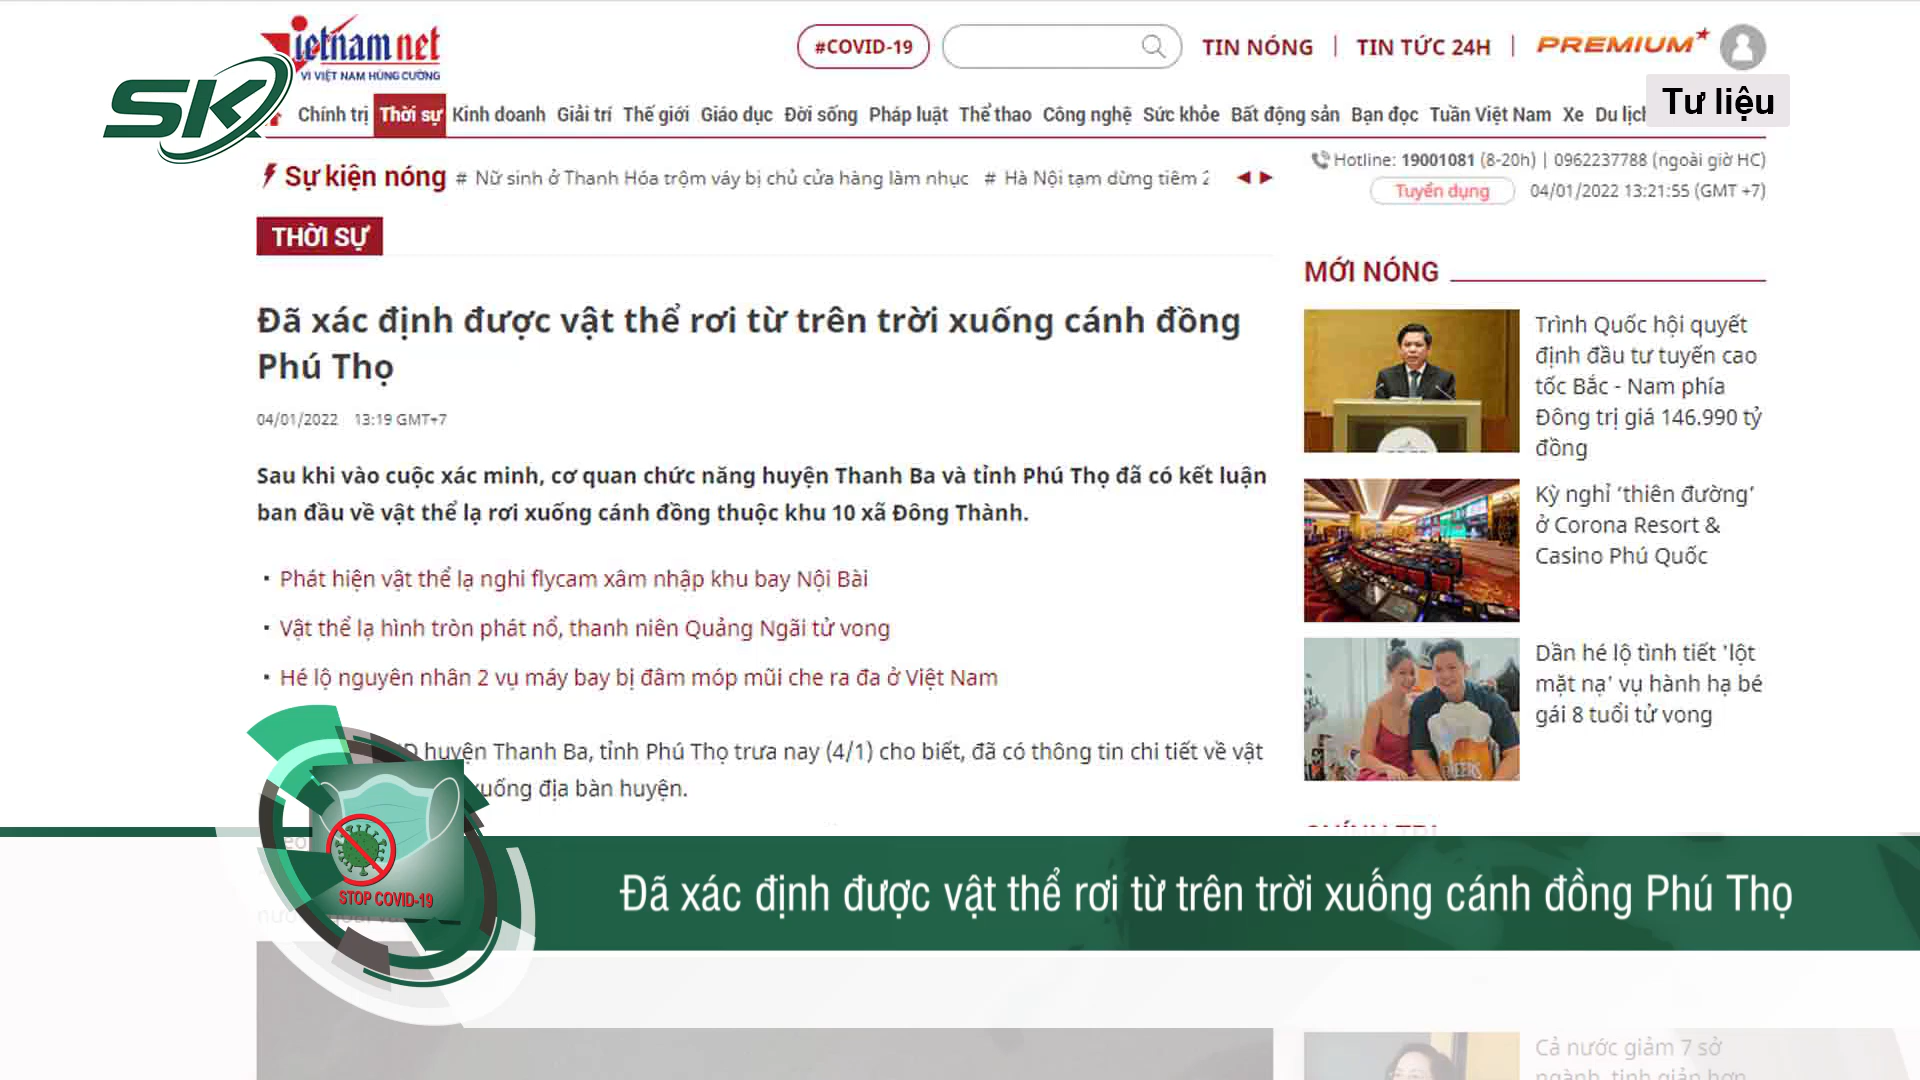 Vietnamnet
VÌ VIỆT NAM HÙNG CƯỜNG
SK
#COVID-19
TIN NÓNG | TIN TỨC 24H | PREMIUM
Tư liệu
Chính trị Thời sự Kinh doanh Giải trí Thế giới Giáo dục Đời sống Pháp luật Thể thao Công nghệ Sức khỏe Bất động sản Bạn đọc Tuần Việt Nam Xe Du lịch
Sự kiện nóng # Nữ sinh ở Thanh Hóa trộm váy bị chủ cửa hàng làm nhục # Hà Nội tạm dừng tiêm 2
Hotline: 19001081 (8-20h) | 0962237788 (ngoài giờ HC)
Tuyển dụng 04/01/2022 13:21:55 (GMT +7)
THỜI SỰ
Đã xác định được vật thể rơi từ trên trời xuống cánh đồng
Phú Thọ
04/01/2022 13:19 GMT+7
Sau khi vào cuộc xác minh, cơ quan chức năng huyện Thanh Ba và tỉnh Phú Thọ đã có kết luận
ban đầu về vật thể lạ rơi xuống cánh đồng thuộc khu 10 xã Đông Thành.
▪ Phát hiện vật thể lạ nghi flycam xâm nhập khu bay Nội Bài
▪ Vật thể lạ hình tròn phát nổ, thanh niên Quảng Ngãi tử vong
▪ Hé lộ nguyên nhân 2 vụ máy bay bị đâm móp mũi che ra đa ở Việt Nam
huyện Thanh Ba, tỉnh Phú Thọ trưa nay (4/1) cho biết, đã có thông tin chi tiết về vật
xuống địa bàn huyện.
MỚI NÓNG
Trình Quốc hội quyết
định đầu tư tuyến cao
tốc Bắc - Nam phía
Đông trị giá 146.990 tỷ
đồng
Kỳ nghỉ ‘thiên đường’
ở Corona Resort &
Casino Phú Quốc
Dần hé lộ tình tiết 'lột
mặt nạ' vụ hành hạ bé
gái 8 tuổi tử vong
STOP COVID-19
Đã xác định được vật thể rơi từ trên trời xuống cánh đồng Phú Thọ
Cả nước giảm 7 sở
ngành, tinh giản hơn